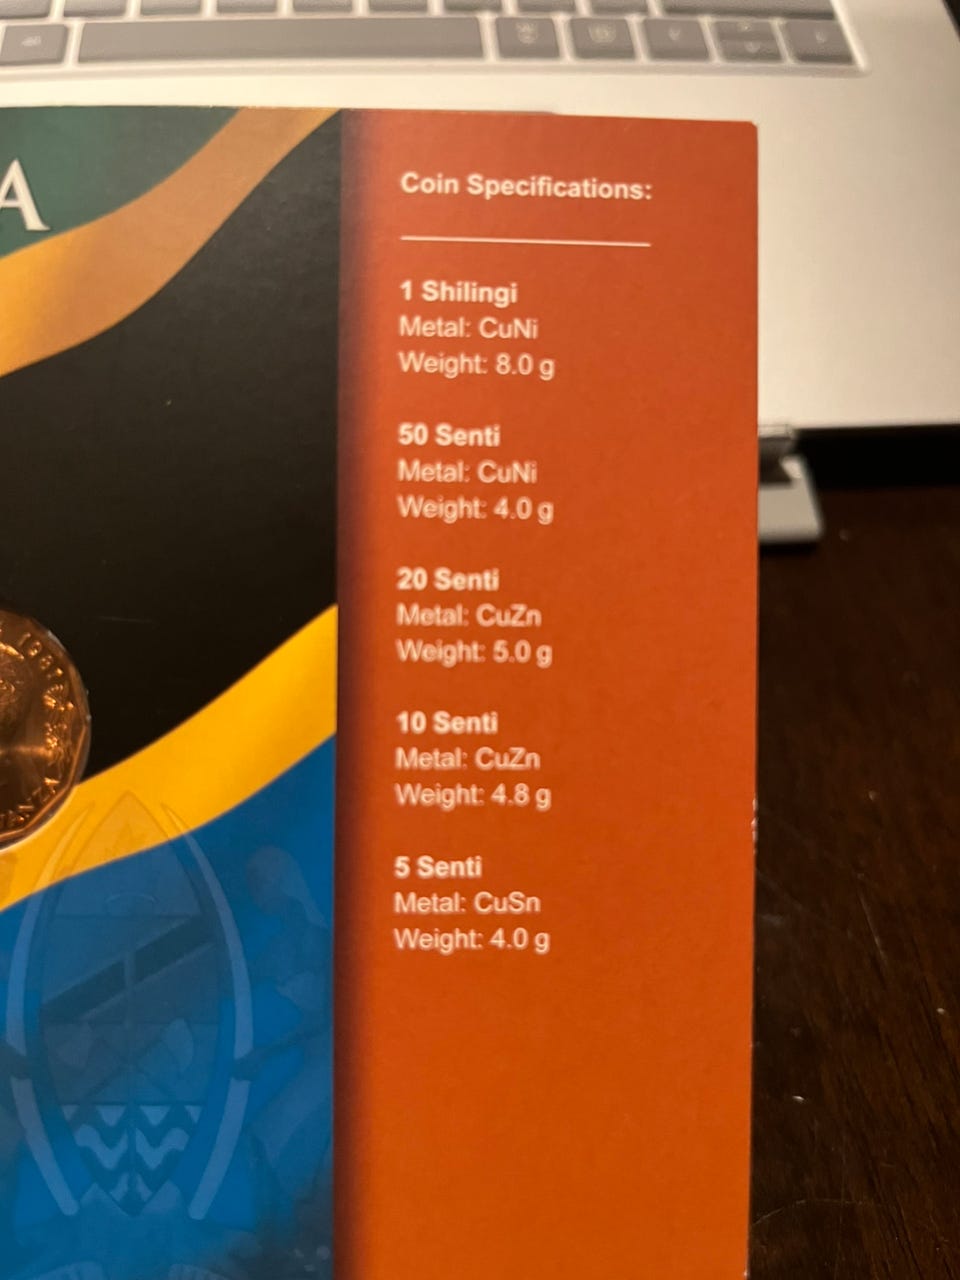 A
Coin Specifications:
1 Shilingi
Metal: CuNi
Weight: 8.0 g
50 Senti
Metal: CuNi
Weight: 4.0 g
20 Senti
Metal: CuZn
Weight: 5.0 g
10 Senti
Metal: CuZn
Weight: 4.8 g
5 Senti
Metal: CuSn
Weight: 4.0 g